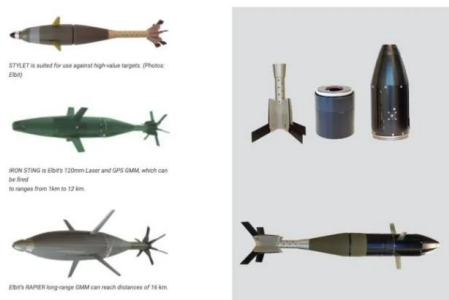 STYLET is suited for use against high-value targets. (Photos:
Elbit)
IRON STING is Elbit's 120mm Laser and GPS GMM, which can
be fired
to ranges from 1km to 12 km.
Elbit's RAPIER long-range GMM can reach distances of 16 km.